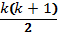 k(k + 1)
2